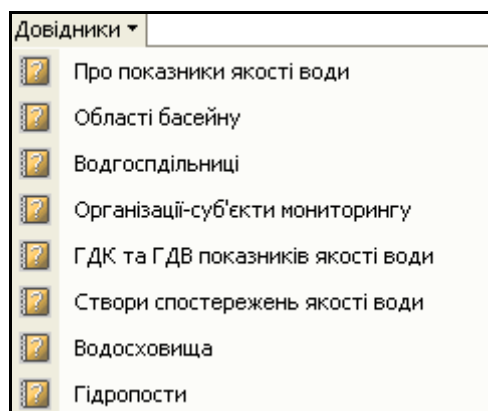 Довідники
Про показники якості води
Області басейну
Водгоспдільниці
Організації-суб'єкти мониторингу
ГДК та ГДВ показників якості води
Створи спостережень якості води
Водосховища
Гідропости